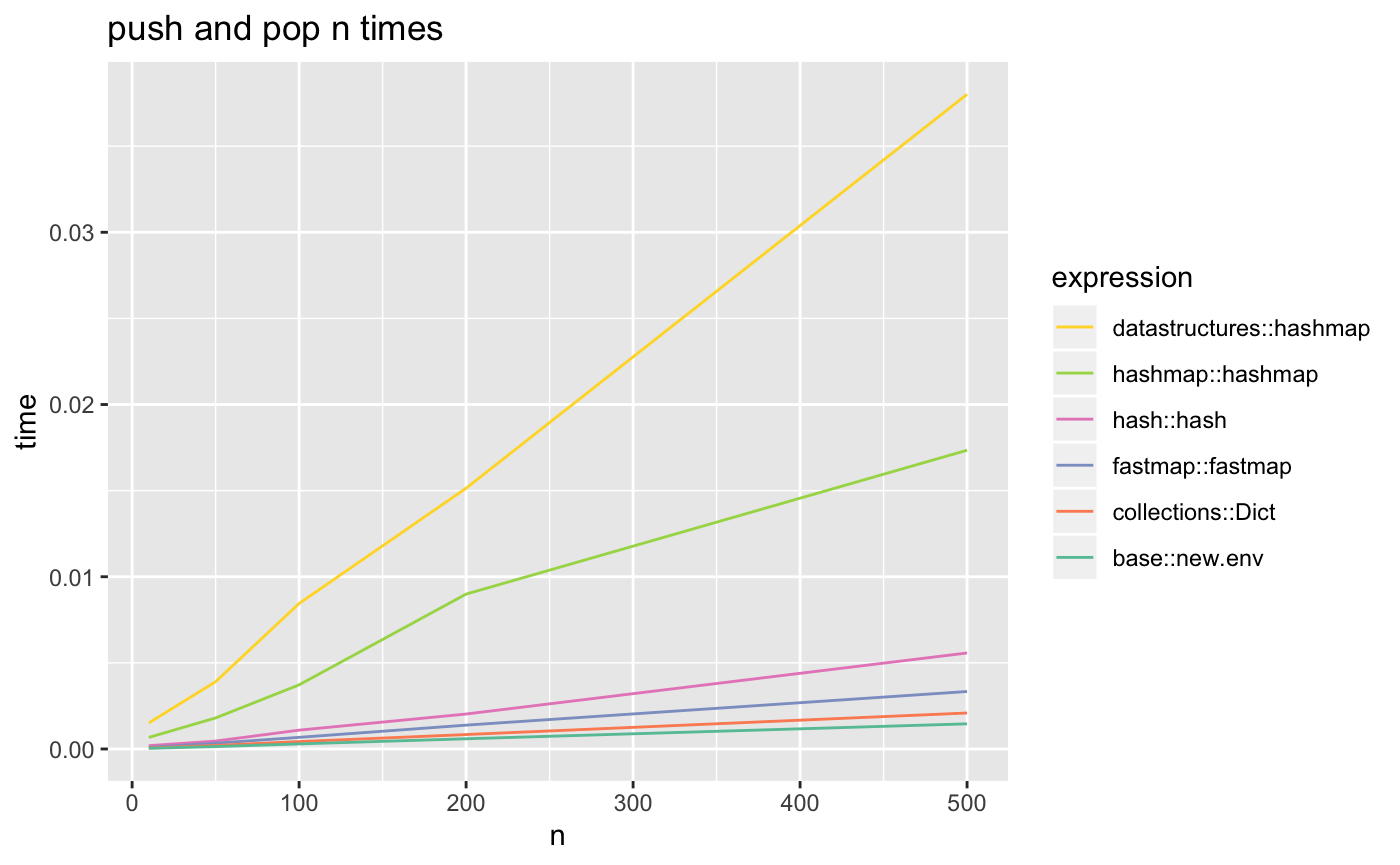 push and pop n times
0.03
0.02
0.01
0.00
time
0
100
200
300
400
500
n
expression
datastructures::hashmap
hashmap::hashmap
hash::hash
fastmap::fastmap
collections::Dict
base::new.env